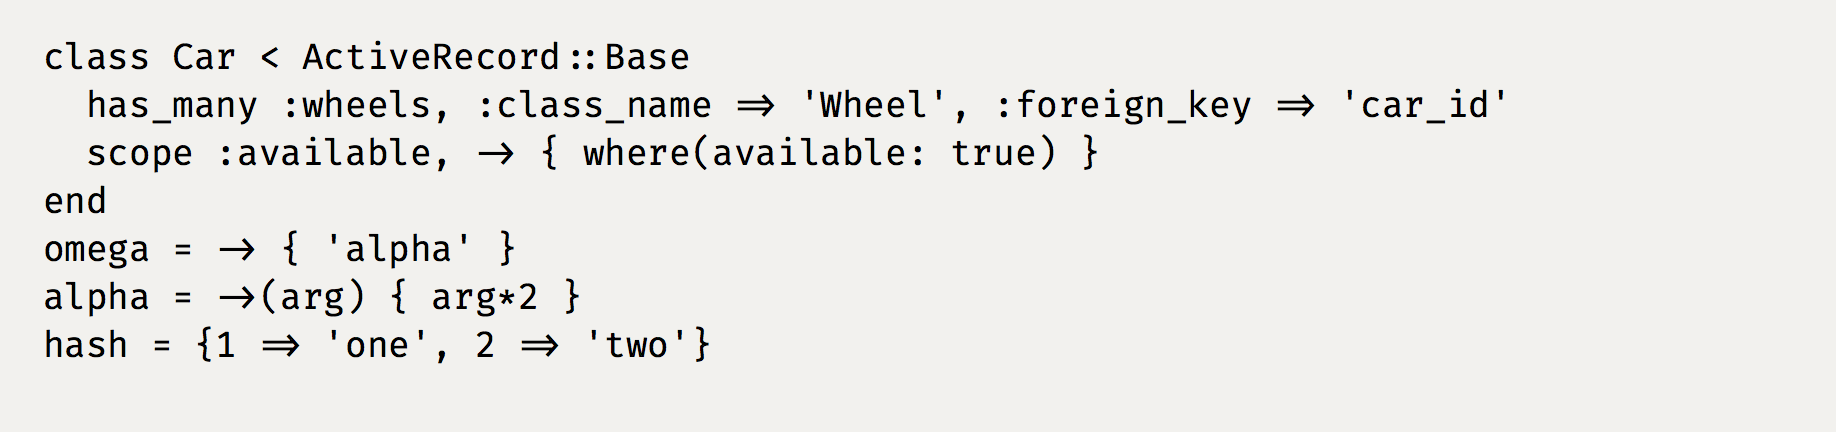 class Car < ActiveRecord::Base
  has_many :wheels, :class_name => 'Wheel', :foreign_key => 'car_id'
  scope :available, -> { where(available: true) }
end
omega = -> { 'alpha' }
alpha = ->(arg) { arg*2 }
hash = {1 => 'one', 2 => 'two'}